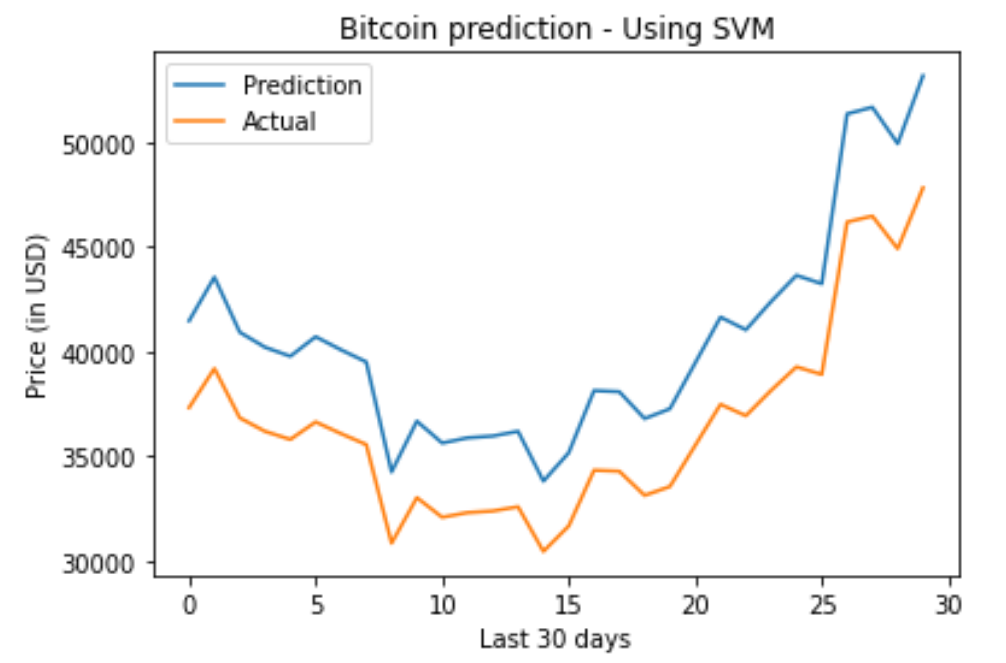 Bitcoin prediction - Using SVM
Prediction
Actual
Price (in USD)
50000
45000
40000
35000
30000
0 5 10 15 20 25 30
Last 30 days